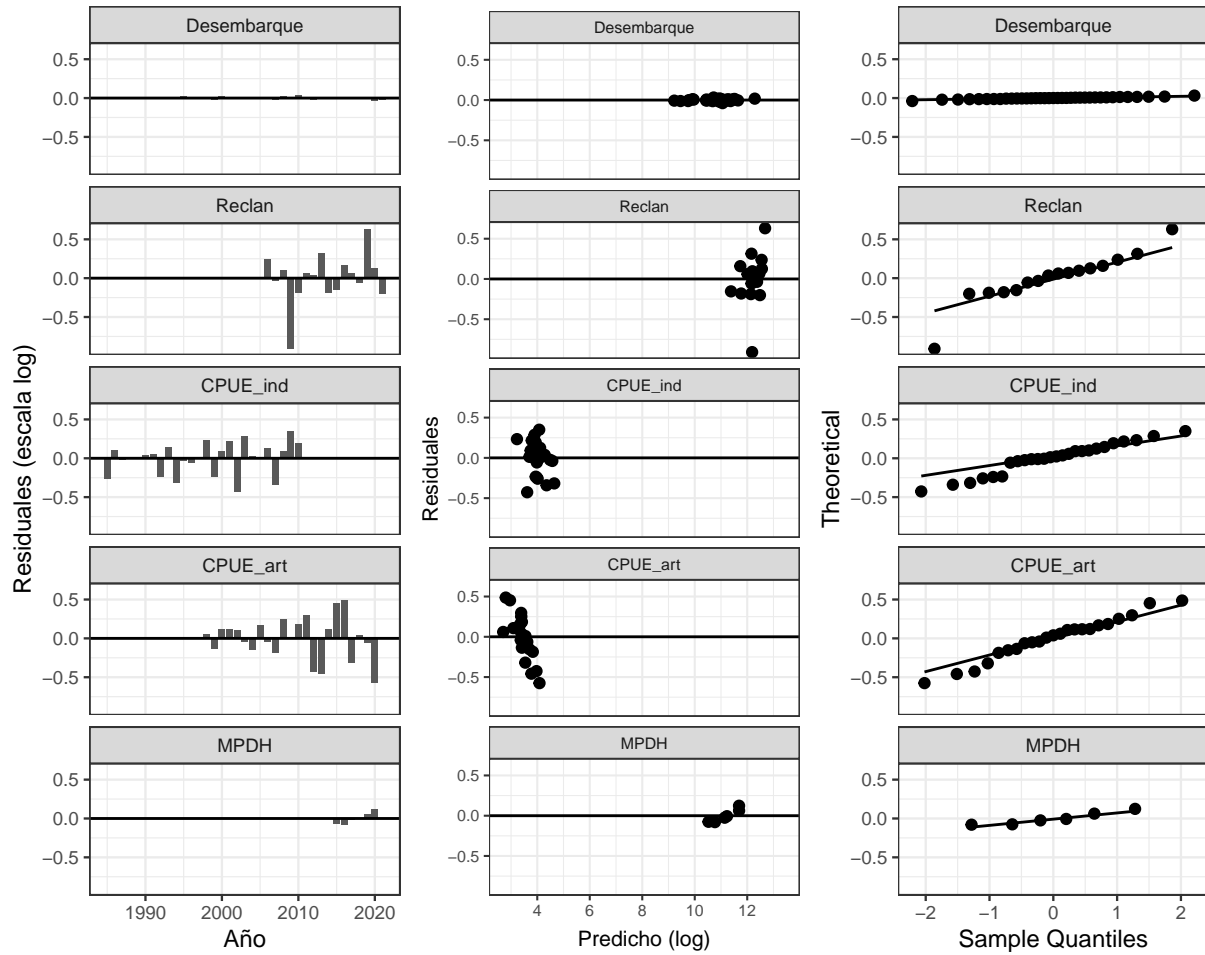 Desembarque
0.5
0.0
−0.5
Reclan
0.5
0.0
−0.5
CPUE_ind
0.5
0.0
−0.5
CPUE_art
0.5
0.0
−0.5
MPDH
0.5
0.0
−0.5
1990
2000
2010
2020
Año
Residuales (escala log)
Desembarque
0.5
0.0
−0.5
Reclan
0.5
0.0
−0.5
CPUE_ind
0.5
0.0
−0.5
CPUE_art
0.5
0.0
−0.5
MPDH
0.5
0.0
−0.5
4
6
8
10
12
Predicho (log)
Residuales
Desembarque
0.5
0.0
−0.5
Reclan
0.5
0.0
−0.5
CPUE_ind
0.5
0.0
−0.5
CPUE_art
0.5
0.0
−0.5
MPDH
0.5
0.0
−0.5
−2
−1
0
1
2
Sample Quantiles
Theoretical